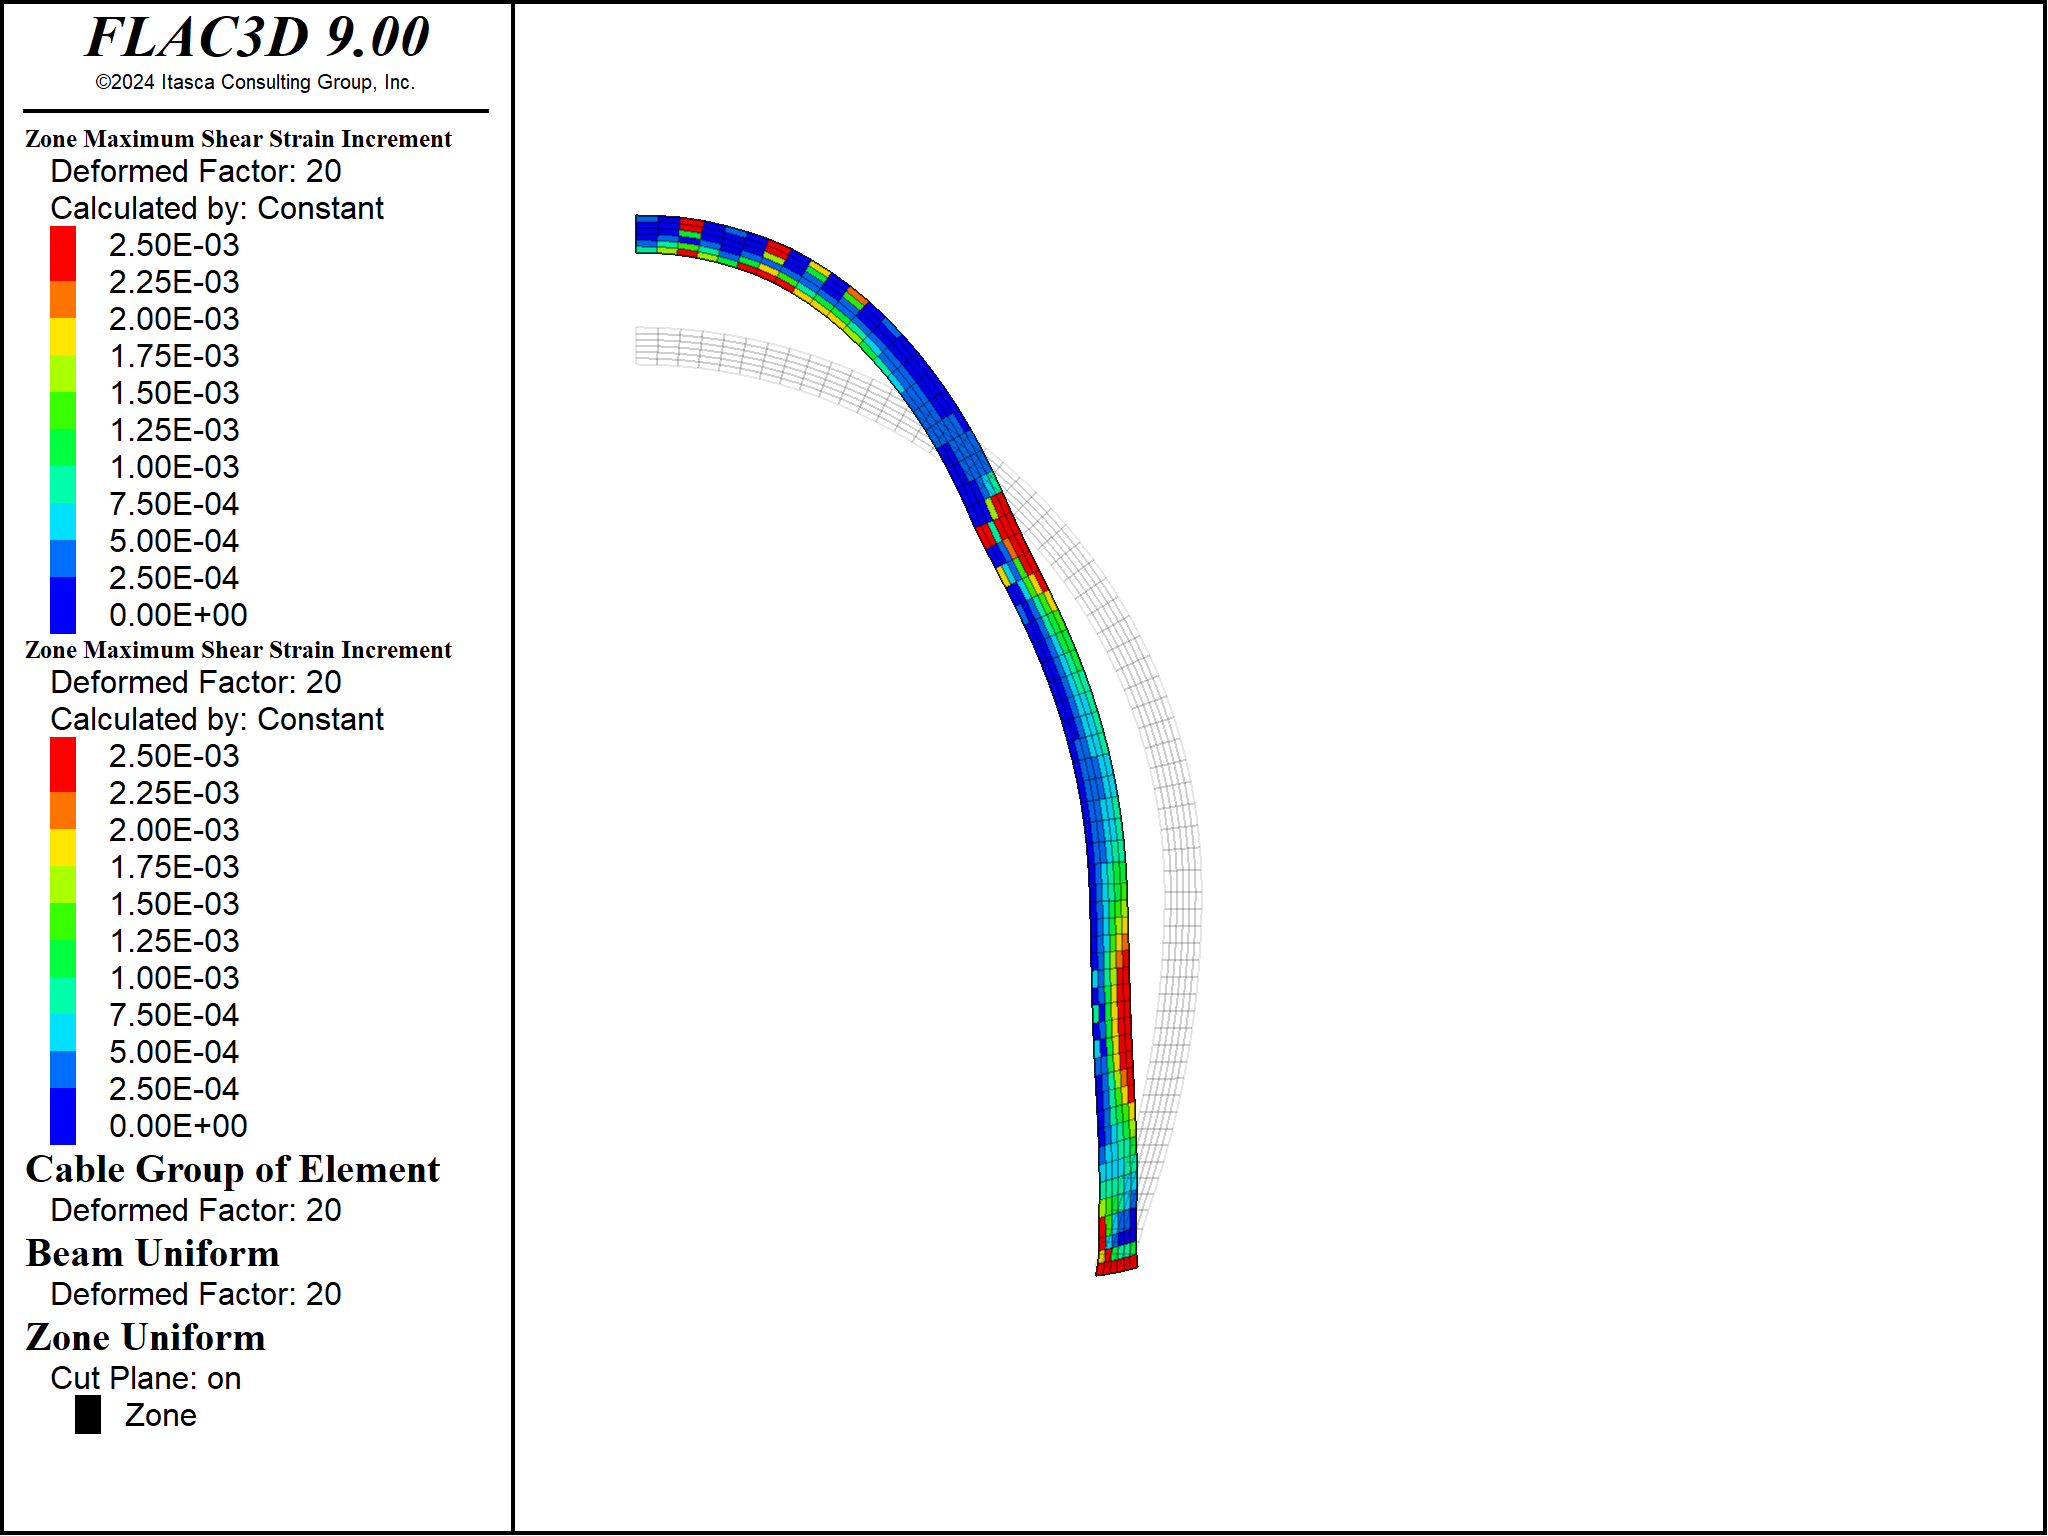 FLAC3D 9.00
©2024 Itasca Consulting Group, Inc.
Zone Maximum Shear Strain Increment
Deformed Factor: 20
Calculated by: Constant
2.50E-03
2.25E-03
2.00E-03
1.75E-03
1.50E-03
1.25E-03
1.00E-03
7.50E-04
5.00E-04
2.50E-04
0.00E+00
Zone Maximum Shear Strain Increment
Deformed Factor: 20
Calculated by: Constant
2.50E-03
2.25E-03
2.00E-03
1.75E-03
1.50E-03
1.25E-03
1.00E-03
7.50E-04
5.00E-04
2.50E-04
0.00E+00
Cable Group of Element
Deformed Factor: 20
Beam Uniform
Deformed Factor: 20
Zone Uniform
Cut Plane: on
Zone